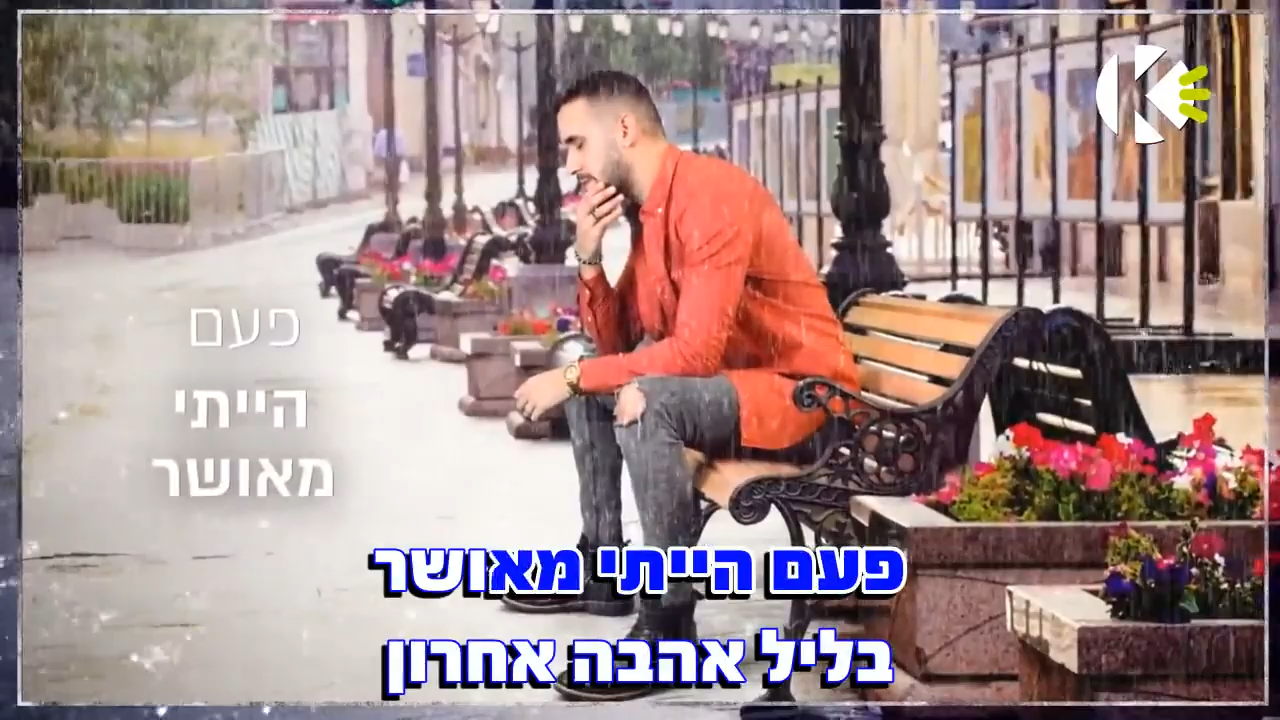 פעם
הייתי
מאושר
פעם הייתי מאושר
בליל אהבה אחרון